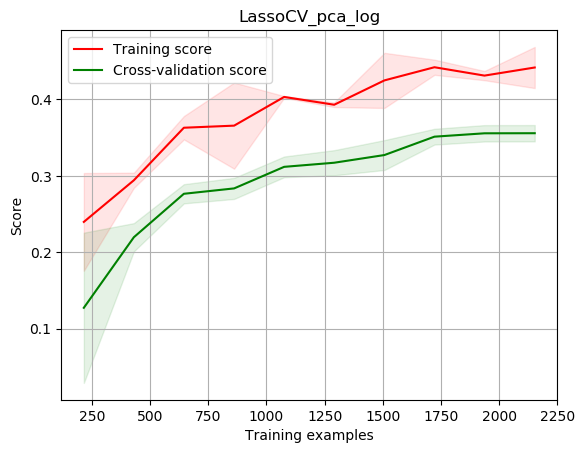 LassoCV_pca_log
Training score
Cross-validation score
0.4
0.3
0.2
0.1
Score
250 500 750 1000 1250 1500 1750 2000 2250
Training examples